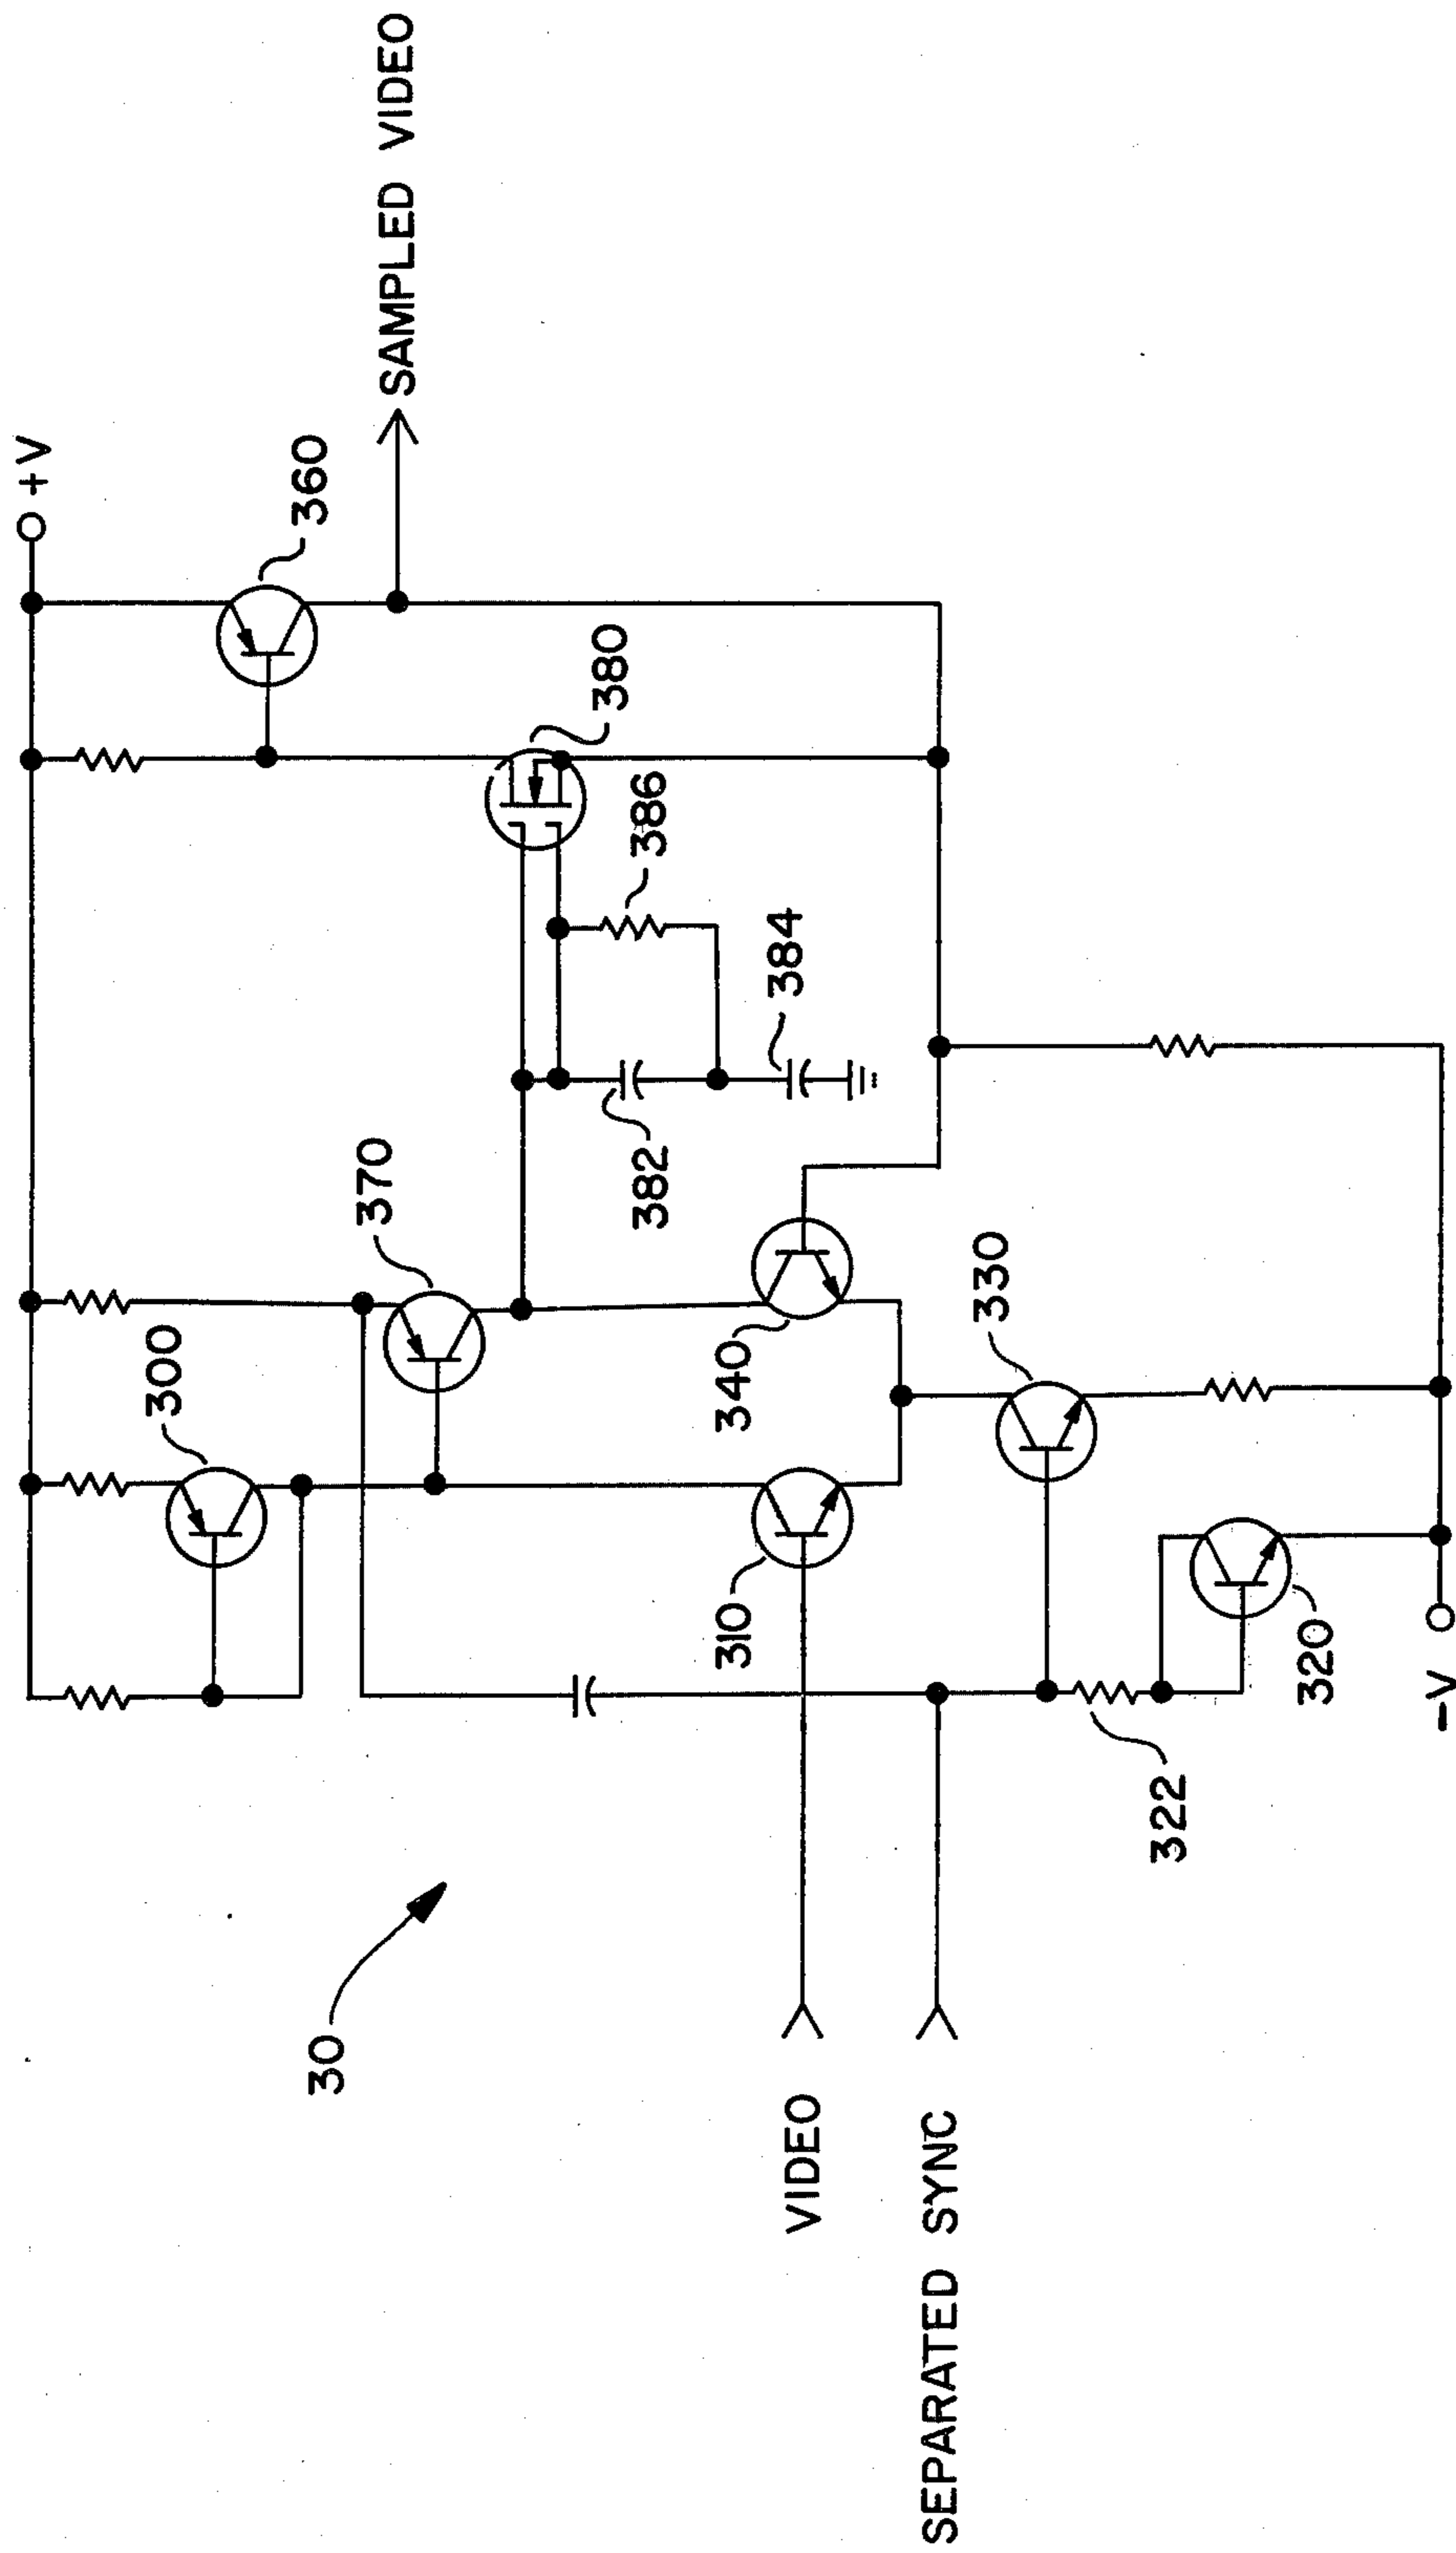 +V
360
SAMPLED VIDEO
380
386
384
370
382
300
340
330
310
320
-V
322
30
VIDEO
SEPARATED SYNC